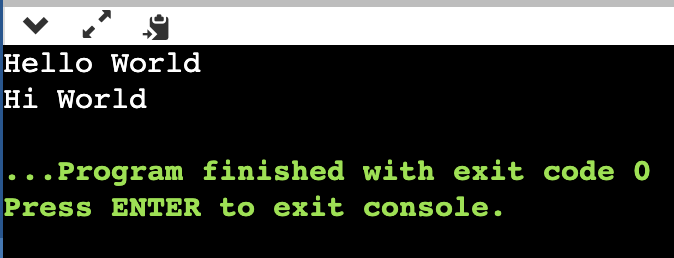 Hello World
Hi World
...Program finished with exit code 0
Press ENTER to exit console.